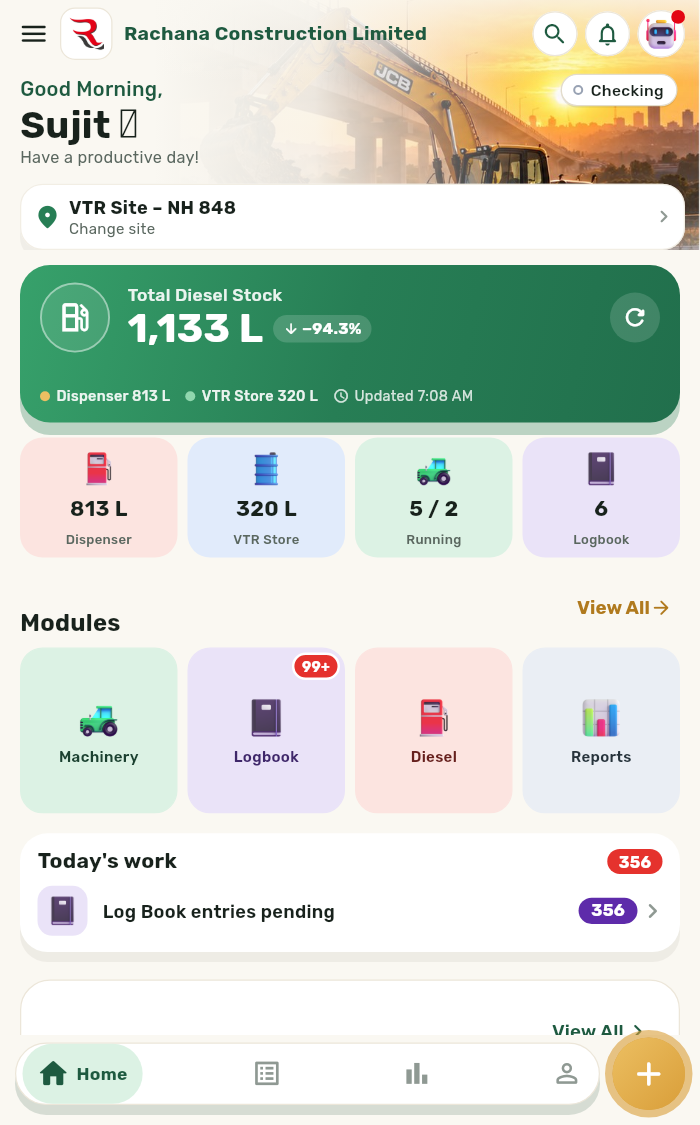 Rachana Construction Limited
Good Morning,
Sujit
Checking
JCB
Have a productive day!
VTR Site – NH 848
Change site
Total Diesel Stock
1,133 L
↓ −94.3%
Dispenser 813 L
VTR Store 320 L
Updated 7:08 AM
813 L
Dispenser
320 L
VTR Store
5 / 2
Running
6
Logbook
View All →
Modules
99+
Machinery
Logbook
Diesel
Reports
Today's work
356
Log Book entries pending
356
View All
Home